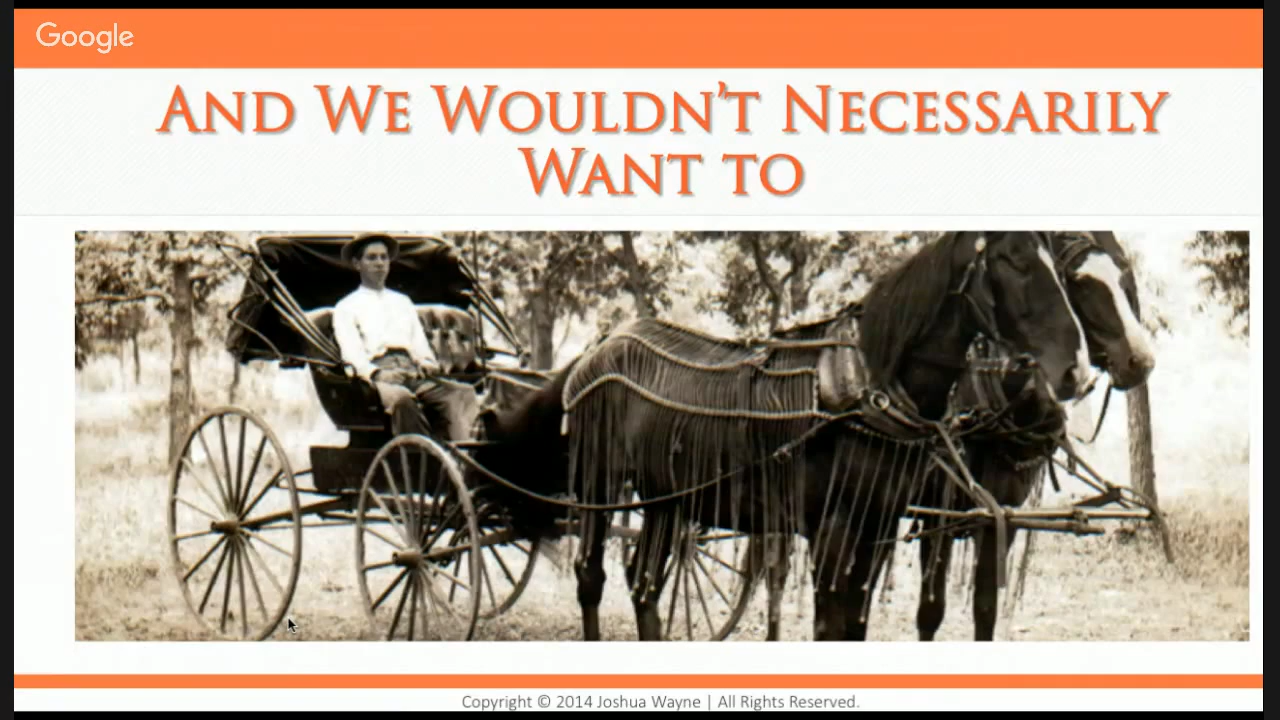 Google
And We Wouldn't Necessarily
Want to
Copyright © 2014 Joshua Wayne | All Rights Reserved.